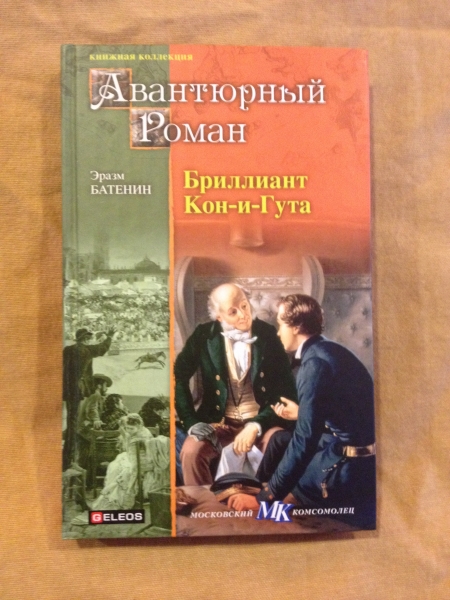 книжная коллекция
Авантюрный
Роман
Эразм
БАТЕНИН
Бриллиант
Кон-и-Гута
GELEOS
МОСКОВСКИЙ МК КОМСОМОЛЕЦ